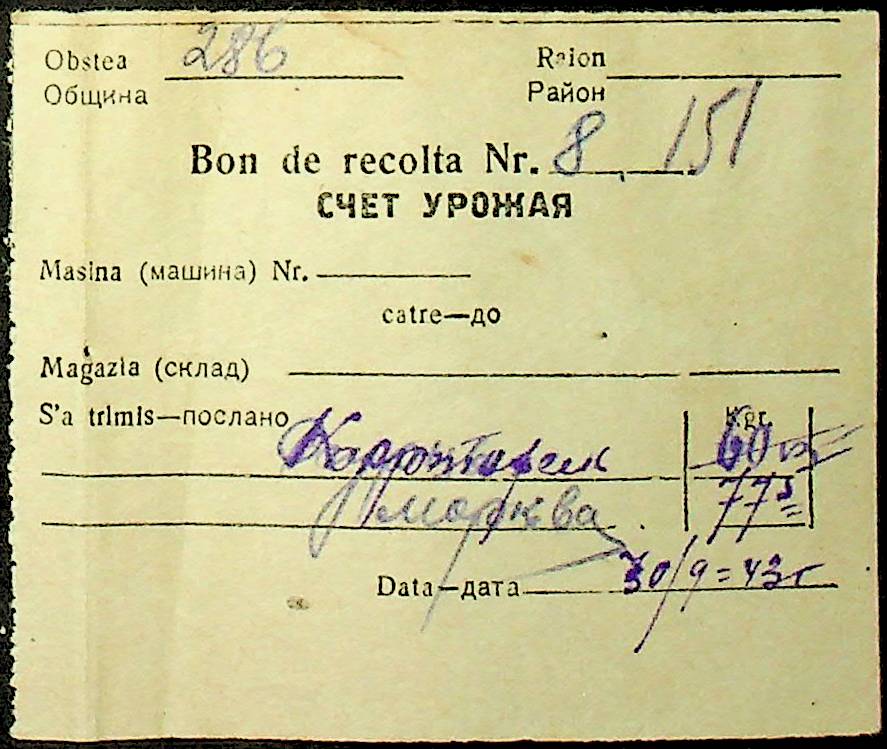 Obstea 286 Raion
Община Район
Bon de recolta Nr. 8 151
СЧЕТ УРОЖАЯ
Masina (машина) Nr.
catre—до
Magazia (склад)
S'a trimis—послано Kgr.
Картофель 60
морква 775
Data—дата 30/9=43г